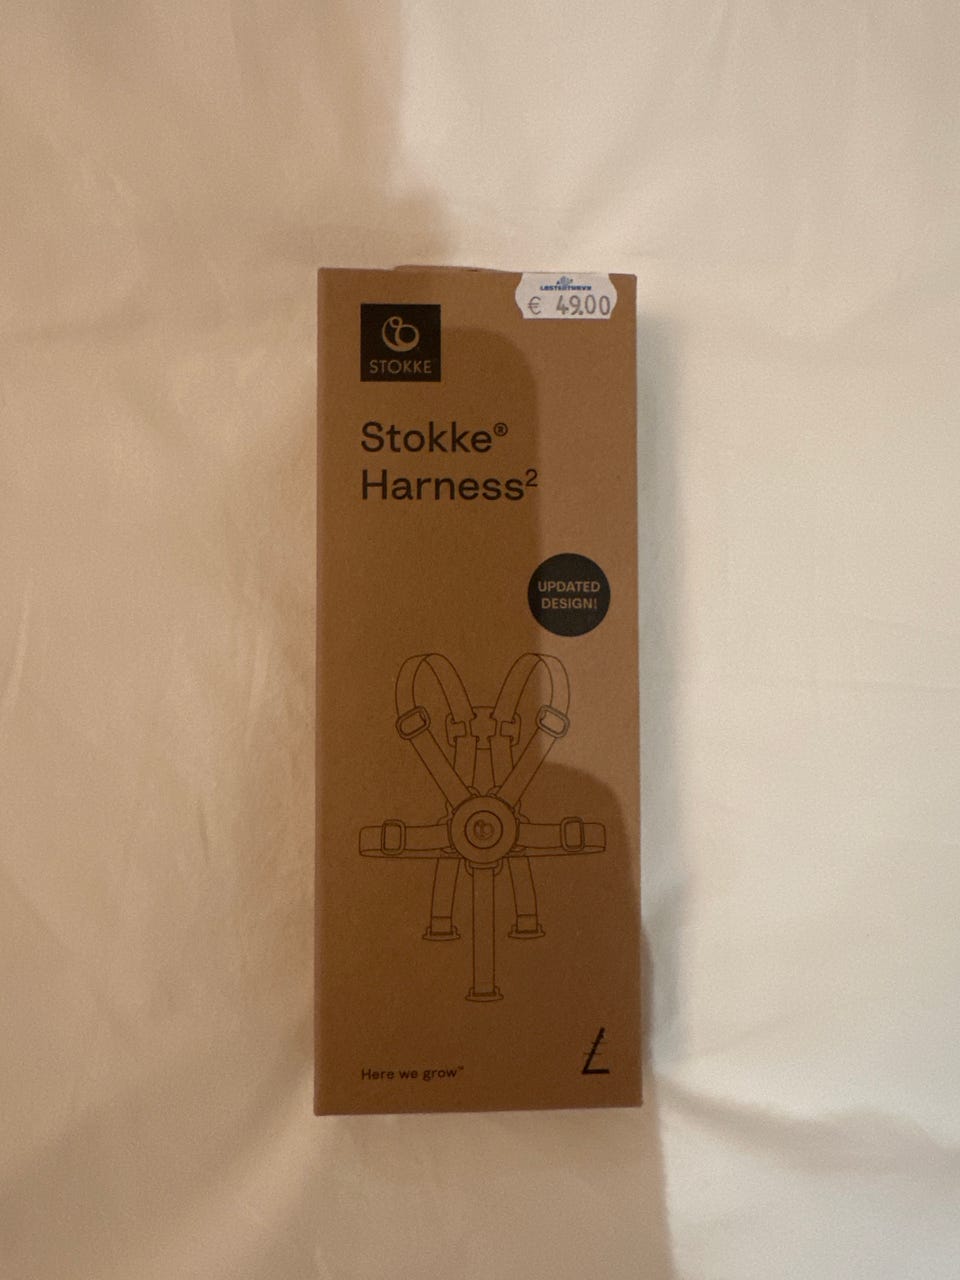 € 49.00
STOKKE
Stokke®
Harness²
UPDATED
DESIGN!
Here we grow™